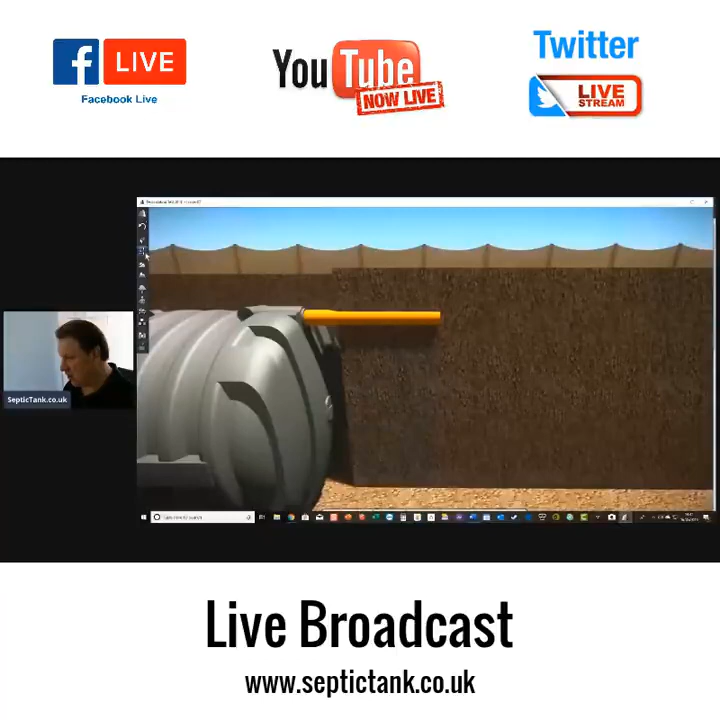 f LIVE
Facebook Live
YouTube
NOW LIVE
Twitter
LIVE
STREAM
SepticTank.co.uk
Live Broadcast
www.septictank.co.uk